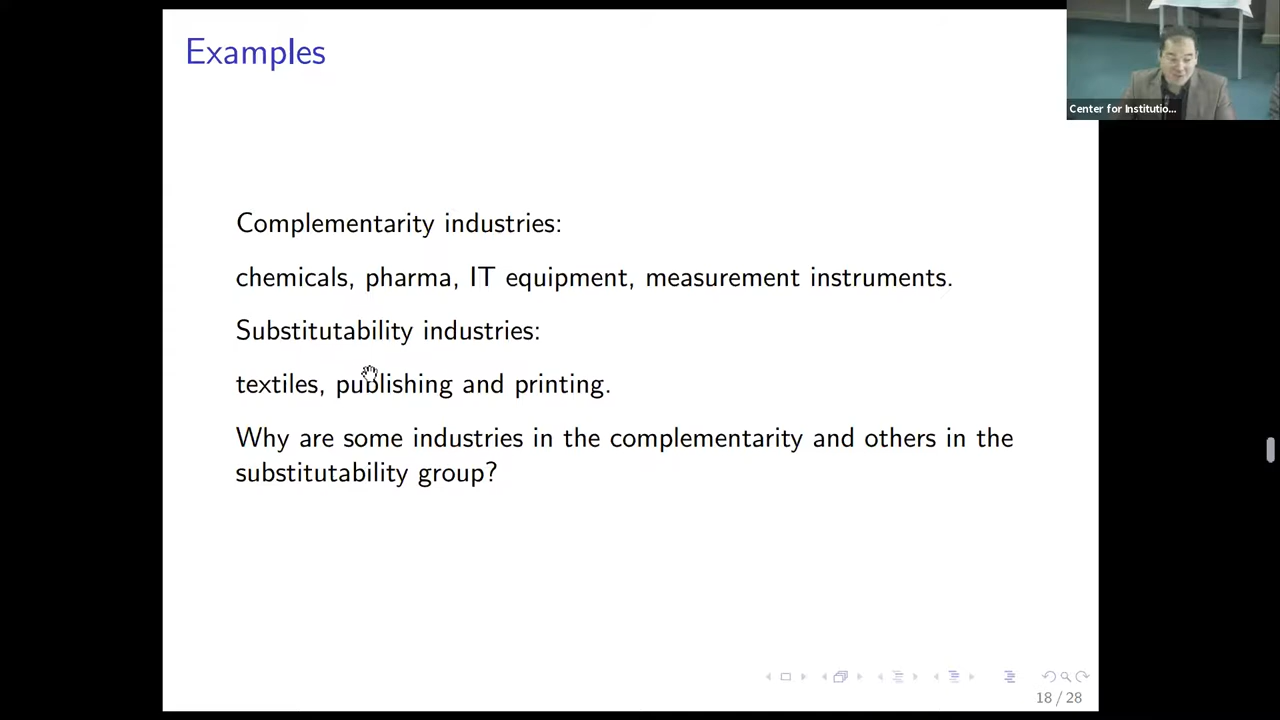 Examples
Center for Institutio...
Complementarity industries:
chemicals, pharma, IT equipment, measurement instruments.
Substitutability industries:
textiles, publishing and printing.
Why are some industries in the complementarity and others in the
substitutability group?
18 / 28